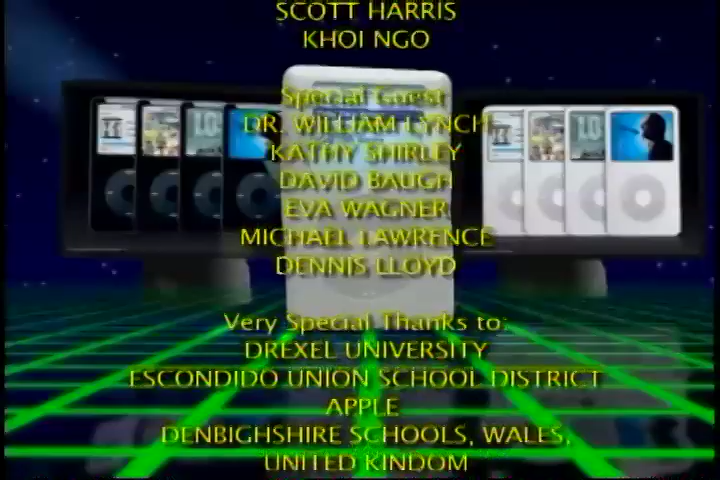 SCOTT HARRIS
KHOI NGO
Special Guest
DR. WILLIAM LYNCH
KATHY SHIRLEY
DAVID BAUGH
EVA WAGNER
MICHAEL LAWRENCE
DENNIS LLOYD
Very Special Thanks to:
DREXEL UNIVERSITY
ESCONDIDO UNION SCHOOL DISTRICT
APPLE
DENBIGHSHIRE SCHOOLS, WALES,
UNITED KINDOM